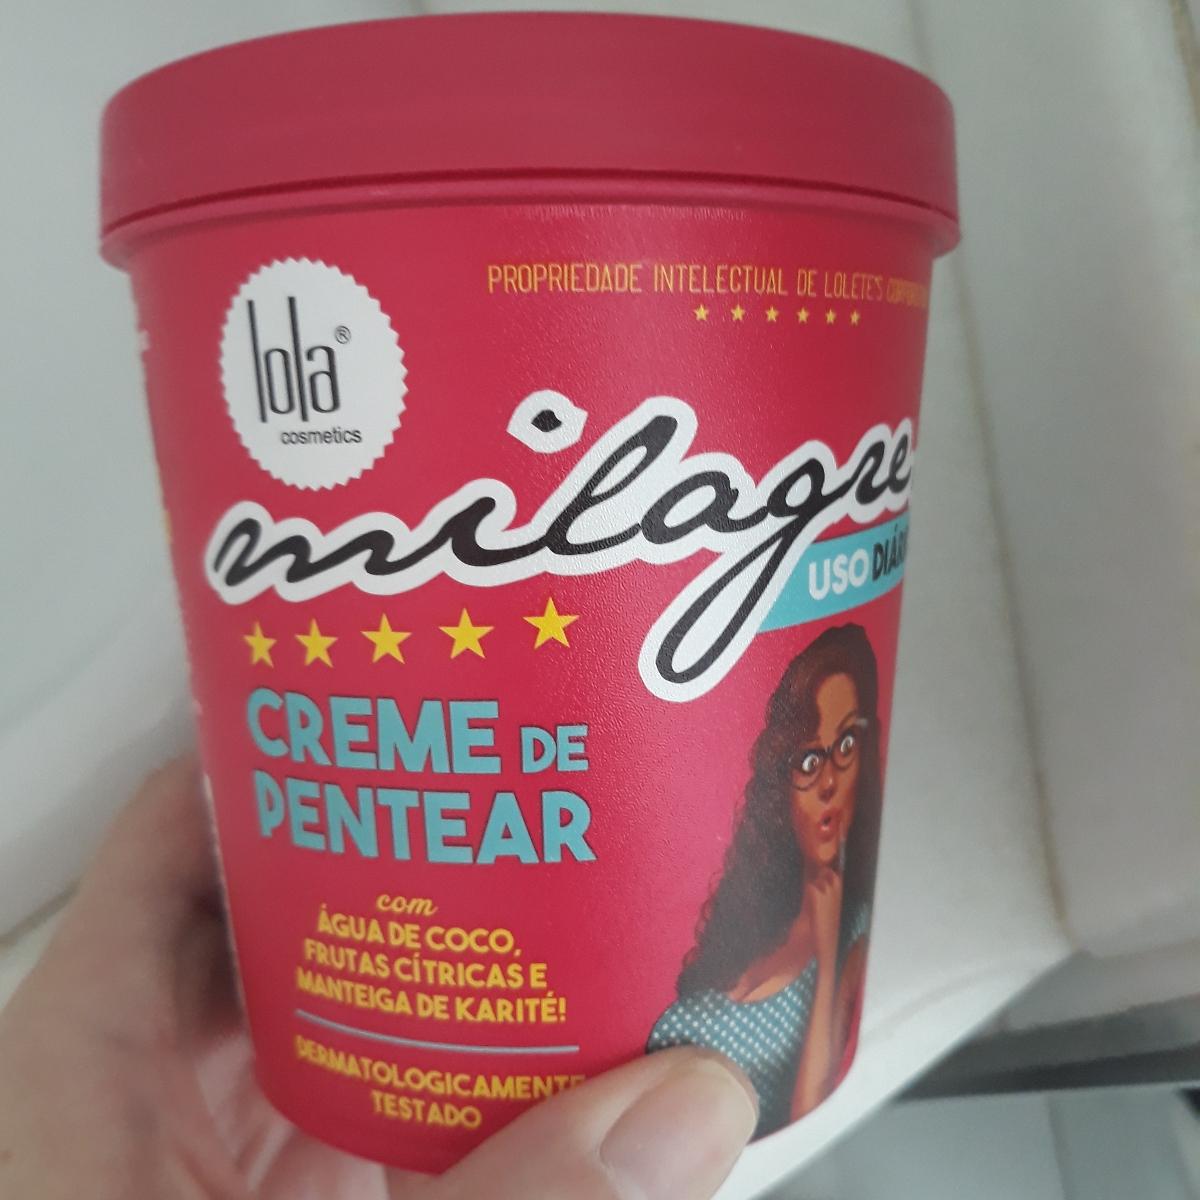 PROPRIEDADE INTELECTUAL DE LOLETE'S
lola®
cosmetics
milagre
USO
CREME DE
PENTEAR
com
ÁGUA DE COCO,
FRUTAS CÍTRICAS E
MANTEIGA DE KARITÉ!
DERMATOLOGICAMENTE
TESTADO